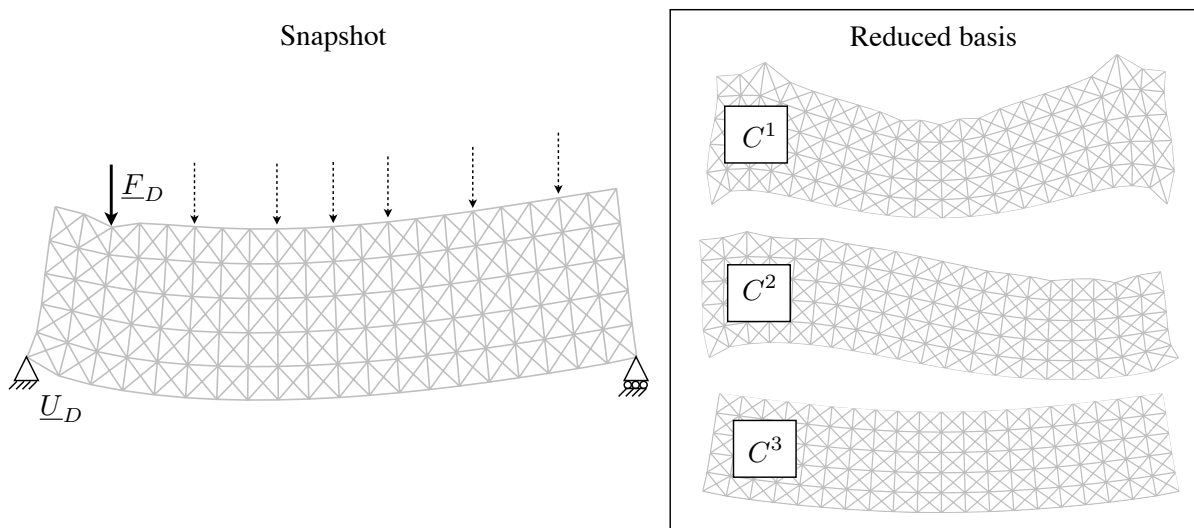 Snapshot
F_D
U_D
Reduced basis
C^1
C^2
C^3